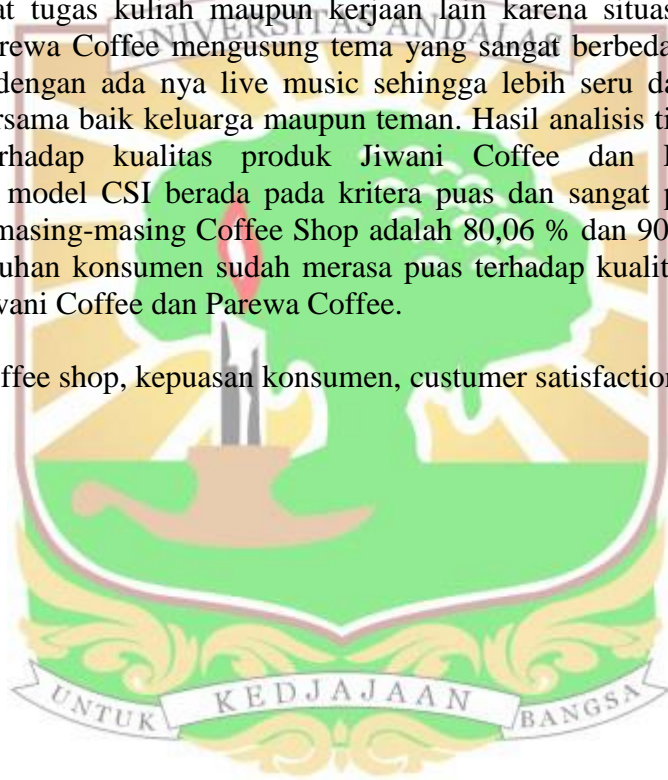 at tugas kuliah maupun kerjaan lain karena situas
UNIVERSITAS ANDALAS
rewa Coffee mengusung tema yang sangat berbeda
dengan ada nya live music sehingga lebih seru da
rsama baik keluarga maupun teman. Hasil analisis ti
rhadap kualitas produk Jiwani Coffee dan
model CSI berada pada kritera puas dan sangat p
masing-masing Coffee Shop adalah 80,06 % dan 90
uhan konsumen sudah merasa puas terhadap kualit
wani Coffee dan Parewa Coffee.
ffee shop, kepuasan konsumen, custumer satisfaction
UNTUK KEDJAJAAN BANGSA